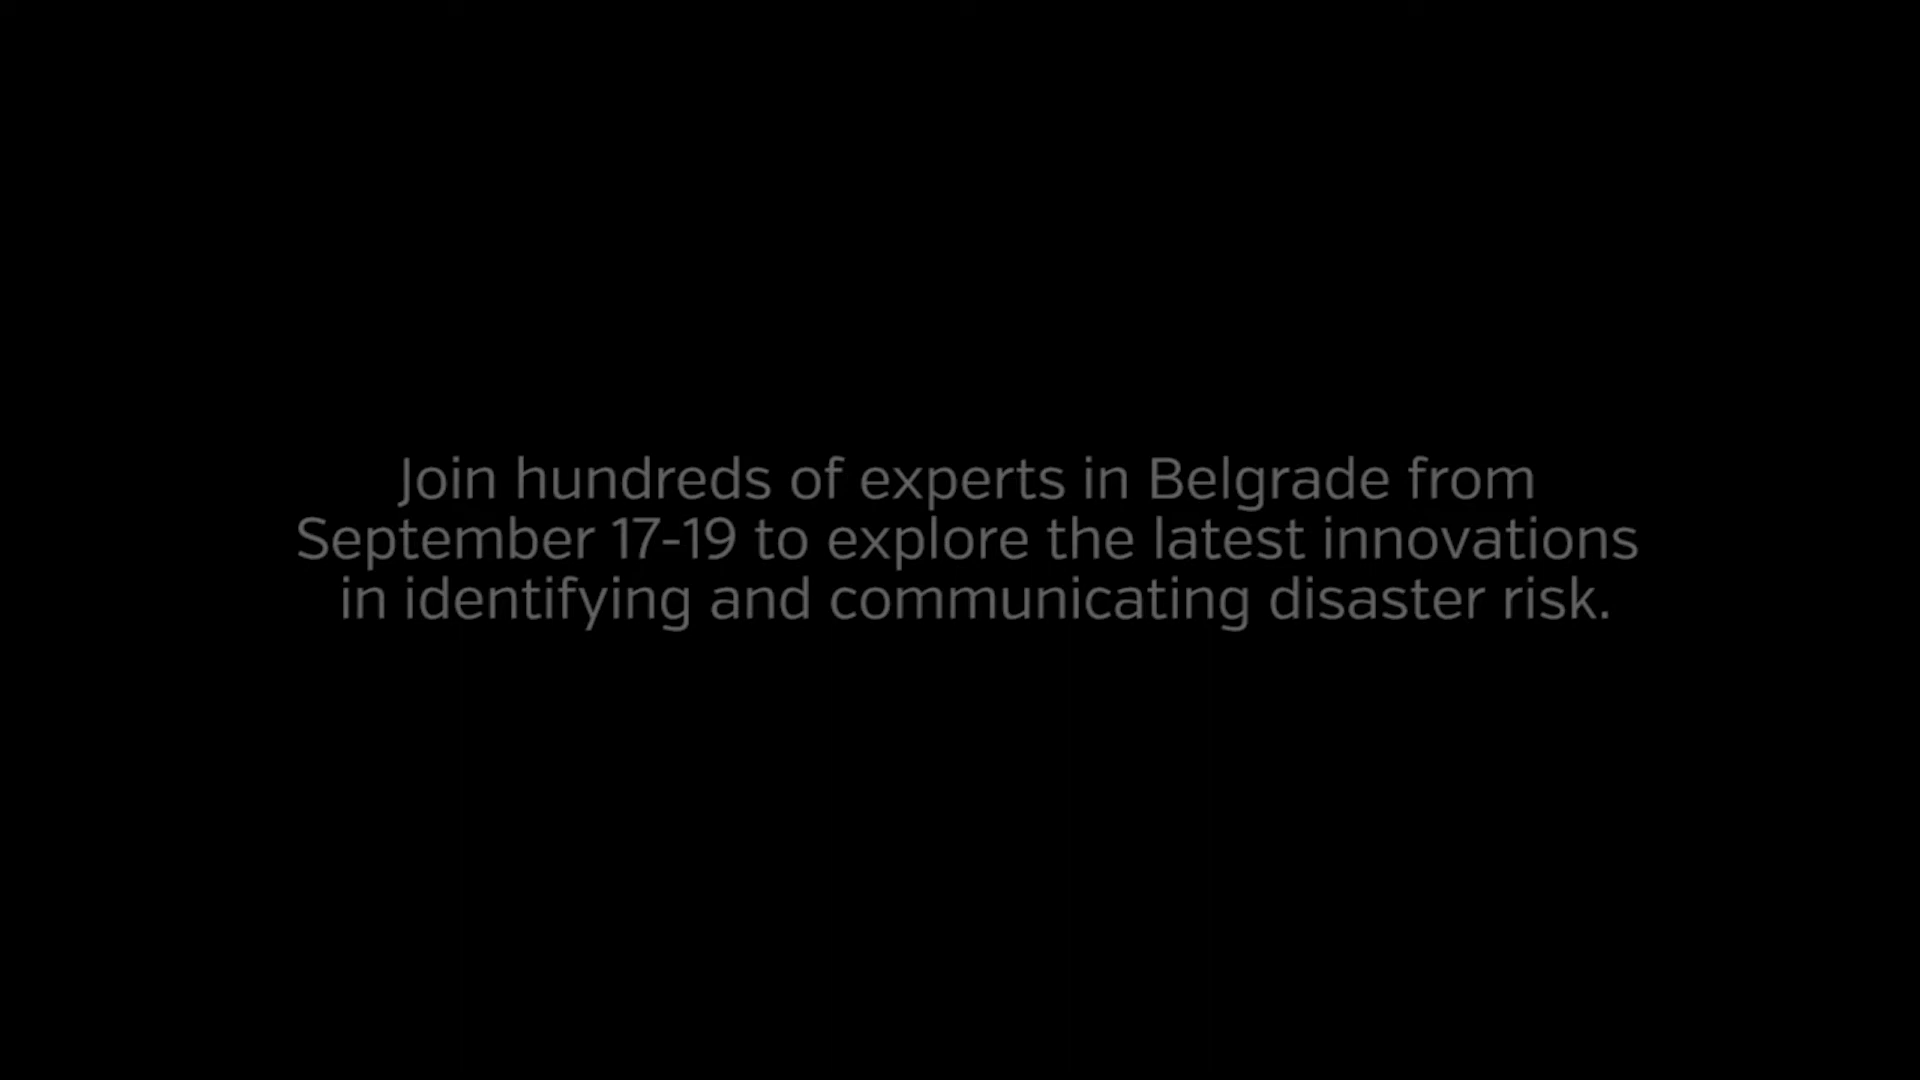 Join hundreds of experts in Belgrade from
September 17-19 to explore the latest innovations
in identifying and communicating disaster risk.